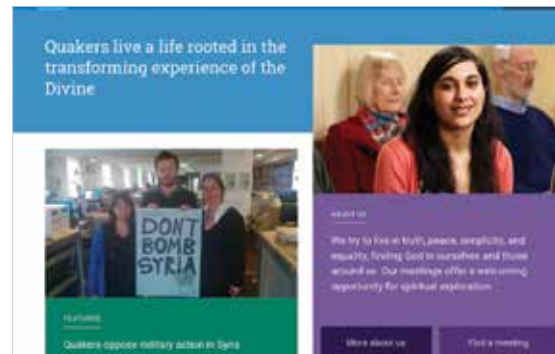 Quakers live a life rooted in the
transforming experience of the
Divine
DON'T
BOMB
SYRIA
FEATURED
Quakers oppose military action in Syria
ABOUT US
We try to live in truth, peace, simplicity, and
equality, finding God in ourselves and those
around us. Our meetings offer a welcoming
opportunity for spiritual exploration.
More about us
Find a meeting